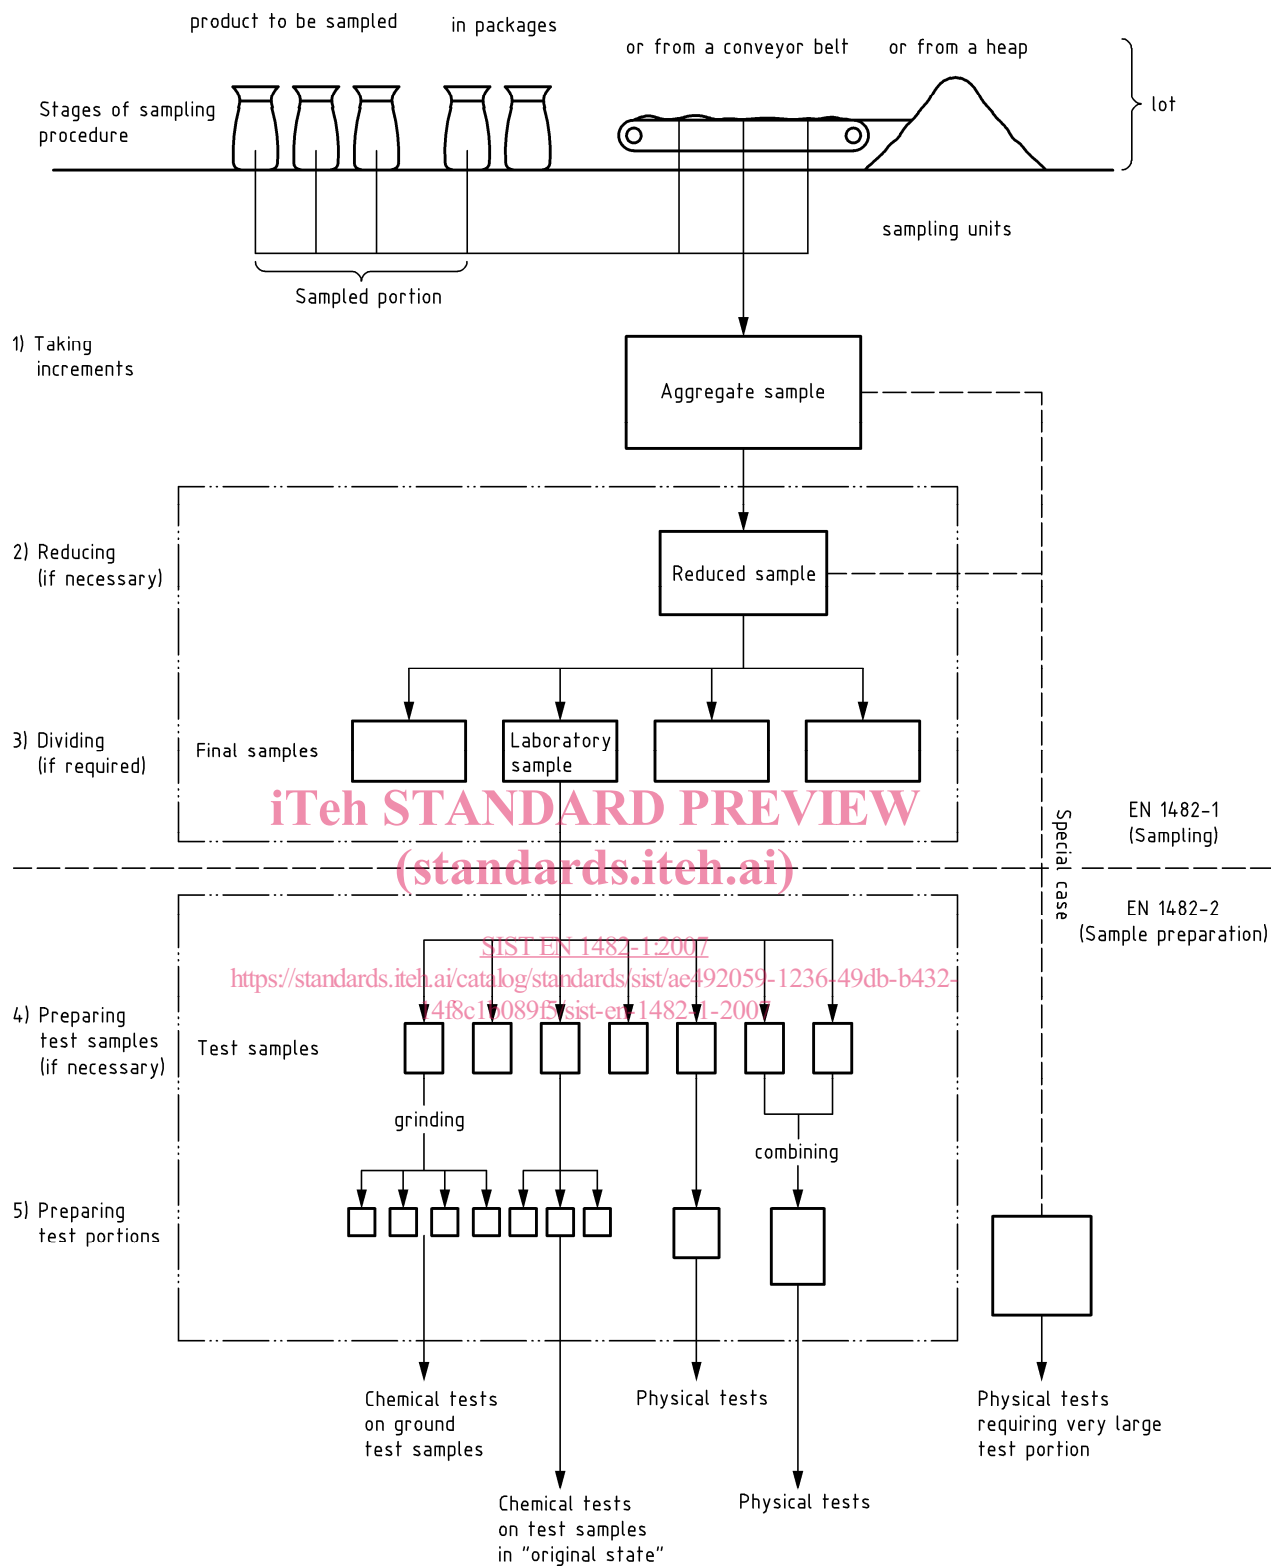 product to be sampled
in packages
or from a conveyor belt
or from a heap
Stages of sampling
procedure
lot
sampling units
Sampled portion
1) Taking
increments
Aggregate sample
2) Reducing
(if necessary)
Reduced sample
3) Dividing
(if required)
Final samples
Laboratory
sample
iTeh STANDARD PREVIEW
(standards.iteh.ai)
Special case
EN 1482-1
(Sampling)
EN 1482-2
(Sample preparation)
SIST EN 1482-1:2007
https://standards.iteh.ai/catalog/standards/sist/ae492059-1236-49db-b432-
14f8c1b089f5/sist-en-1482-1-2007
4) Preparing
test samples
(if necessary)
Test samples
grinding
combining
5) Preparing
test portions
Chemical tests
on ground
test samples
Physical tests
Physical tests
requiring very large
test portion
Chemical tests
on test samples
in "original state"
Physical tests